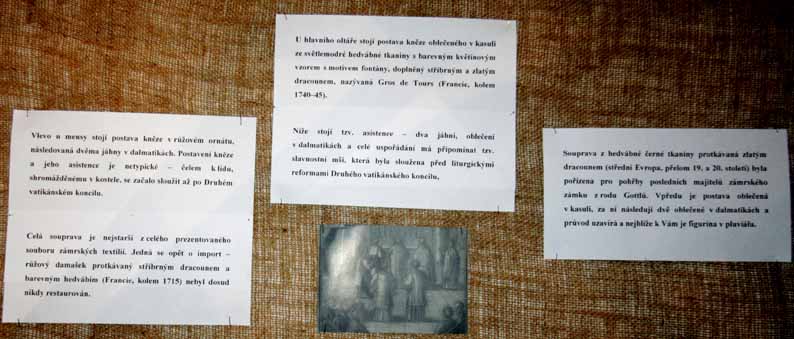 Vlevo u mensy stojí postava kněze v růžovém ornátu,
následovaná dvěma jáhny v dalmatikách. Postavení kněze
a jeho asistence je netypické – čelem k lidu,
shromážděnému v kostele, se začalo sloužit až po Druhém
vatikánském koncilu.
Celá souprava je nejstarší z celého prezentovaného
souboru zámrských textilií. Jedná se opět o import –
růžový damašek protkávaný stříbrným dracounem a
barevným hedvábím (Francie, kolem 1715) nebyl dosud
nikdy restaurován.
U hlavního oltáře stojí postava kněze oblečeného v kasuli
ze světlemodré hedvábné tkaniny s barevným květinovým
vzorem s motivem fontány, doplněný stříbrným a zlatým
dracounem, nazývaná Gros de Tours (Francie, kolem
1740–45).
Níže stojí tzv. asistence – dva jáhni, oblečení
v dalmatikách a celé uspořádání má připomínat tzv.
slavnostní mši, která byla sloužena před liturgickými
reformami Druhého vatikánského koncilu.
Souprava z hedvábné černé tkaniny protkávaná zlatým
dracounem (střední Evropa, přelom 19. a 20. století) byla
pořízena pro pohřby posledních majitelů zámrského
zámku z rodu Gottlů. Vpředu je postava oblečená
v kasuli, za ní následují dvě oblečené v dalmatikách a
průvod uzavírá a nejblíže k Vám je figurína v pluviálu.